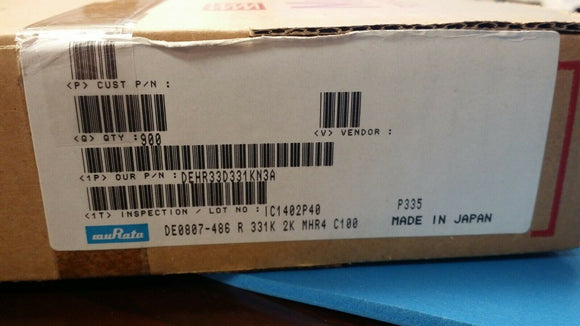 <P> CUST P/N :
<Q> QTY :900
<V> VENDOR :
<1P> OUR P/N :DEHR33D331KN3A
<1T> INSPECTION / LOT NO :IC1402P40
P335
muRata DE0807-486 R 331K 2K MHR4 C100
MADE IN JAPAN